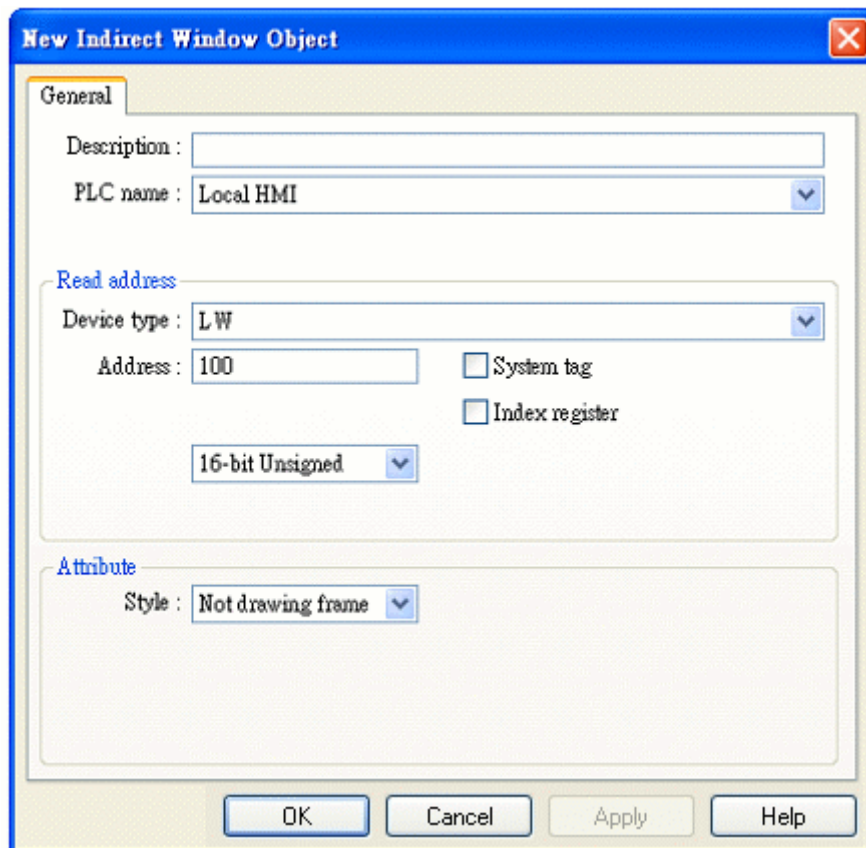 New Indirect Window Object
General
Description :
PLC name : Local HMI
Read address
Device type : LW
Address : 100 System tag
Index register
16-bit Unsigned
Attribute
Style : Not drawing frame
OK Cancel Apply Help